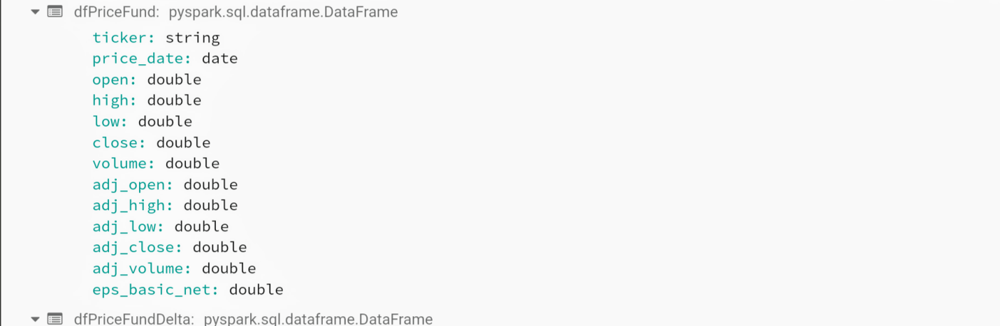 dfPriceFund: pyspark.sql.dataframe.DataFrame
ticker: string
price_date: date
open: double
high: double
low: double
close: double
volume: double
adj_open: double
adj_high: double
adj_low: double
adj_close: double
adj_volume: double
eps_basic_net: double
dfPriceFundDelta: pyspark.sql.dataframe.DataFrame